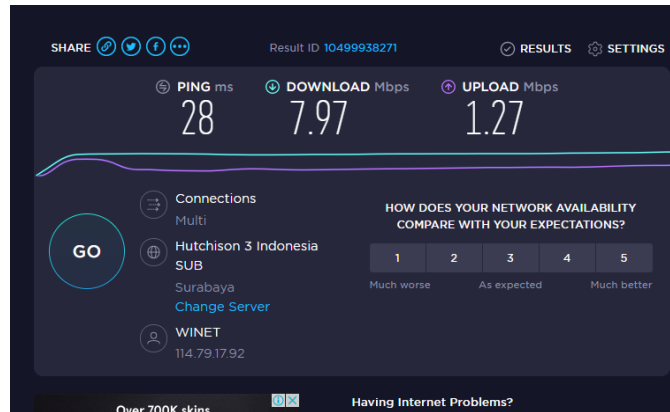 SHARE
Result ID 10499938271
RESULTS
SETTINGS
PING ms
DOWNLOAD Mbps
UPLOAD Mbps
28
7.97
1.27
Connections
Multi
Hutchison 3 Indonesia
SUB
Surabaya
Change Server
WINET
114.79.17.92
GO
HOW DOES YOUR NETWORK AVAILABILITY
COMPARE WITH YOUR EXPECTATIONS?
1 2 3 4 5
Much worse As expected Much better
Over 700K skins
Having Internet Problems?